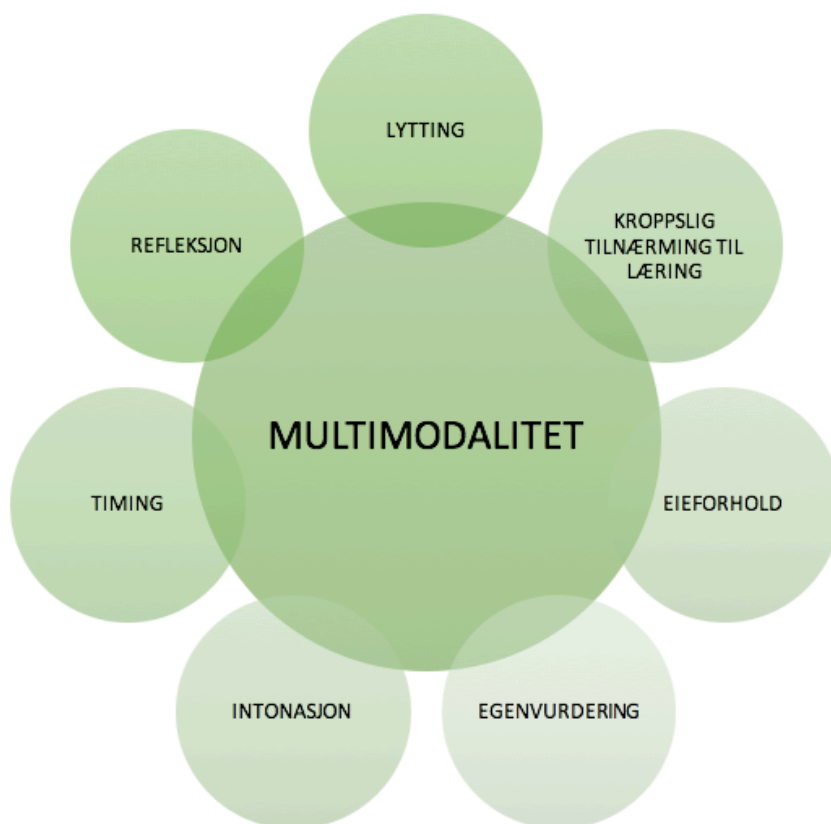 LYTTING
KROPPSLIG
TILNÆRMING TIL
LÆRING
REFLEKSJON
MULTIMODALITET
TIMING
EIEFORHOLD
INTONASJON
EGENVURDERING